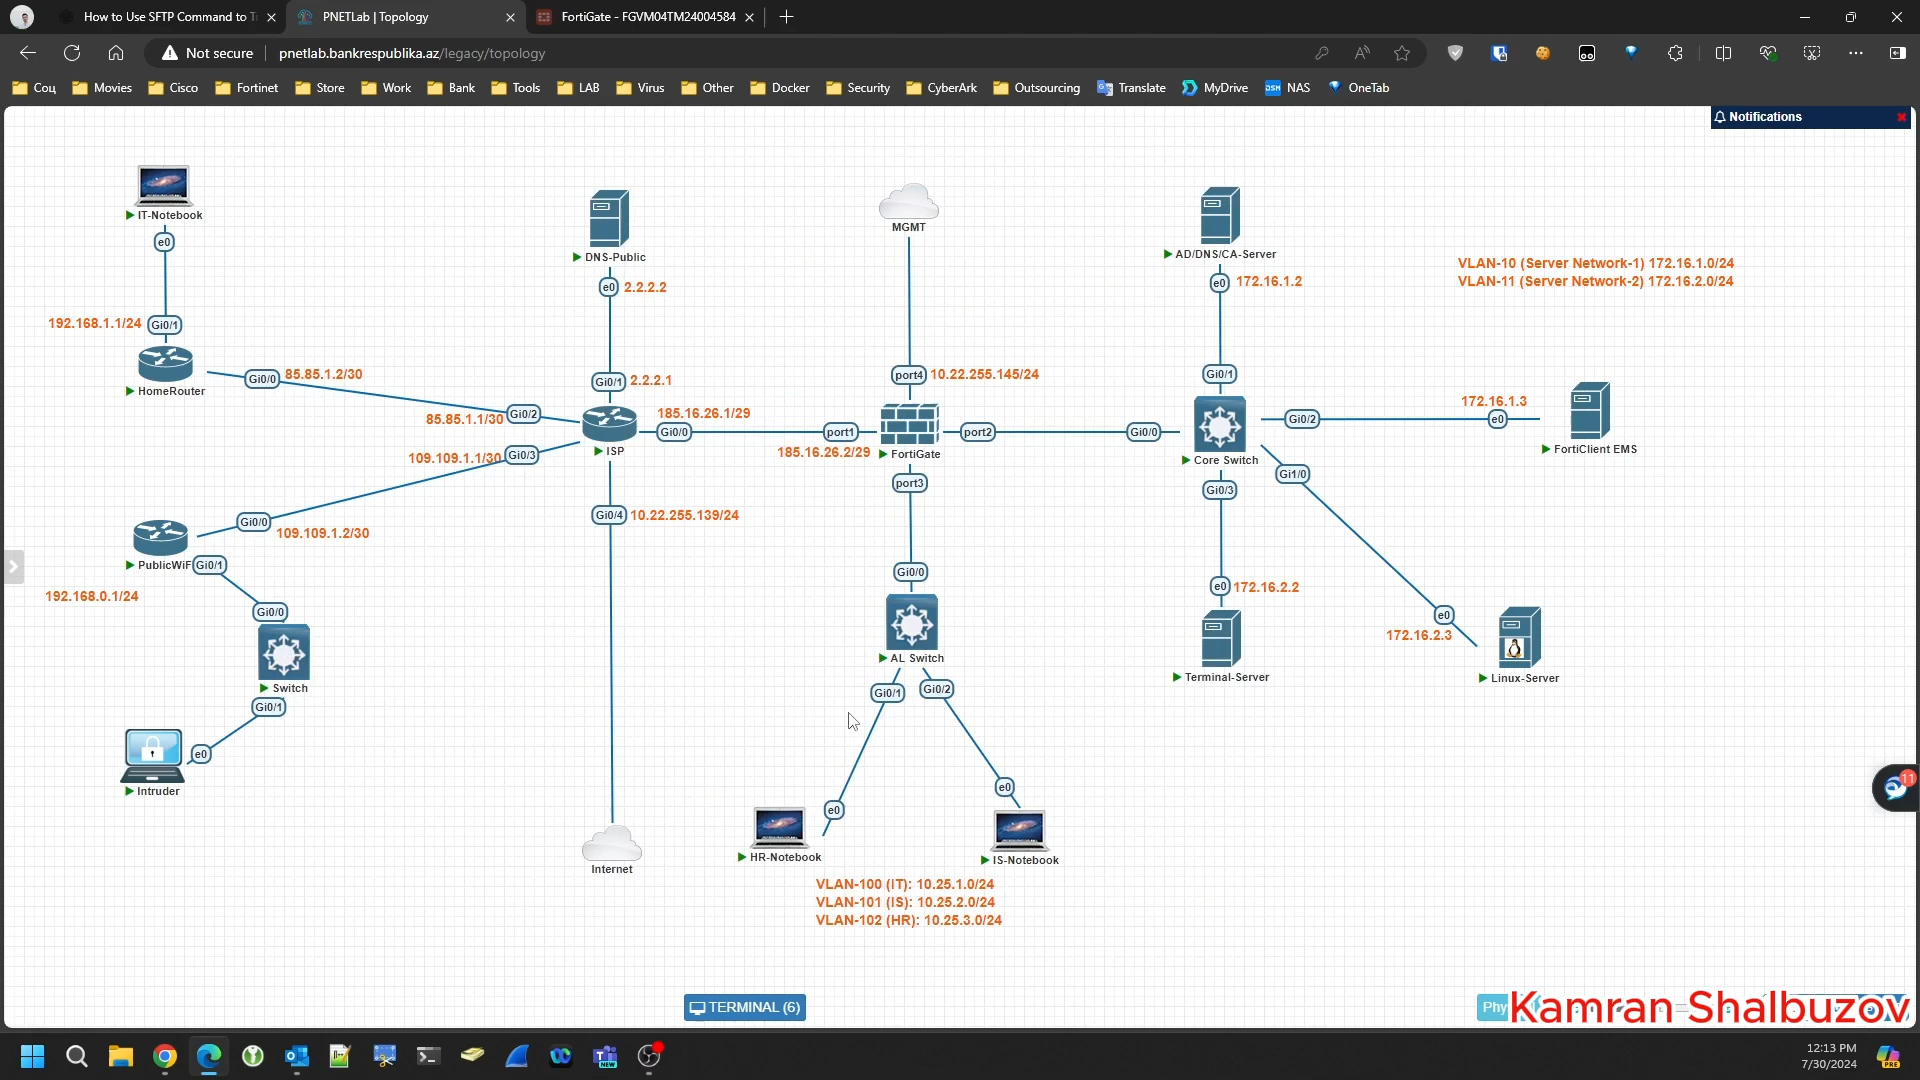 How to Use SFTP Command to Tr
PNETLab | Topology
FortiGate - FGVM04TM24004584
Not secure
pnetlab.bankrespublika.az/legacy/topology
Соц
Movies
Cisco
Fortinet
Store
Work
Bank
Tools
LAB
Virus
Other
Docker
Security
CyberArk
Outsourcing
Translate
MyDrive
NAS
OneTab
Notifications
IT-Notebook
e0
192.168.1.1/24
Gi0/1
HomeRouter
Gi0/0
85.85.1.2/30
DNS-Public
e0
2.2.2.2
Gi0/1
2.2.2.1
85.85.1.1/30
Gi0/2
ISP
Gi0/0
185.16.26.1/29
109.109.1.1/30
Gi0/3
Gi0/4
10.22.255.139/24
Gi0/0
109.109.1.2/30
PublicWiF
Gi0/1
192.168.0.1/24
Gi0/0
Switch
Gi0/1
e0
Intruder
Internet
MGMT
port4
10.22.255.145/24
port1
185.16.26.2/29
FortiGate
port2
port3
Gi0/0
AL Switch
Gi0/1
Gi0/2
e0
e0
HR-Notebook
IS-Notebook
VLAN-100 (IT): 10.25.1.0/24
VLAN-101 (IS): 10.25.2.0/24
VLAN-102 (HR): 10.25.3.0/24
AD/DNS/CA-Server
e0
172.16.1.2
Gi0/1
Gi0/0
Core Switch
Gi0/2
172.16.1.3
e0
FortiClient EMS
Gi1/0
Gi0/3
e0
172.16.2.2
Terminal-Server
e0
172.16.2.3
Linux-Server
VLAN-10 (Server Network-1) 172.16.1.0/24
VLAN-11 (Server Network-2) 172.16.2.0/24
11
TERMINAL (6)
Phy
Kamran Shalbuzov
12:13 PM
7/30/2024